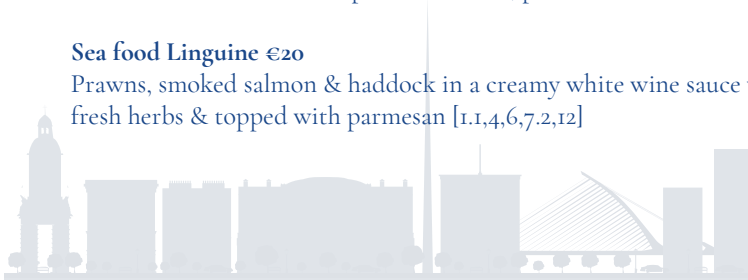 Sea food Linguine €20
Prawns, smoked salmon & haddock in a creamy white wine sauce
fresh herbs & topped with parmesan [1.1,4,6,7.2,12]